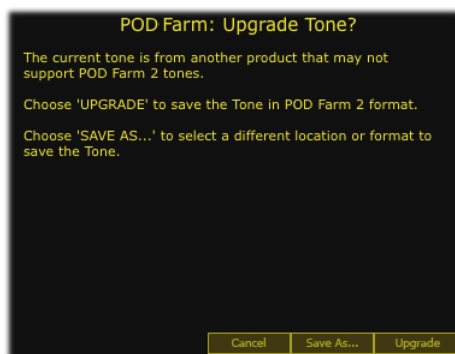 POD Farm: Upgrade Tone?
The current tone is from another product that may not
support POD Farm 2 tones.
Choose 'UPGRADE' to save the Tone in POD Farm 2 format.
Choose 'SAVE AS...' to select a different location or format to
save the Tone.
Cancel Save As... Upgrade